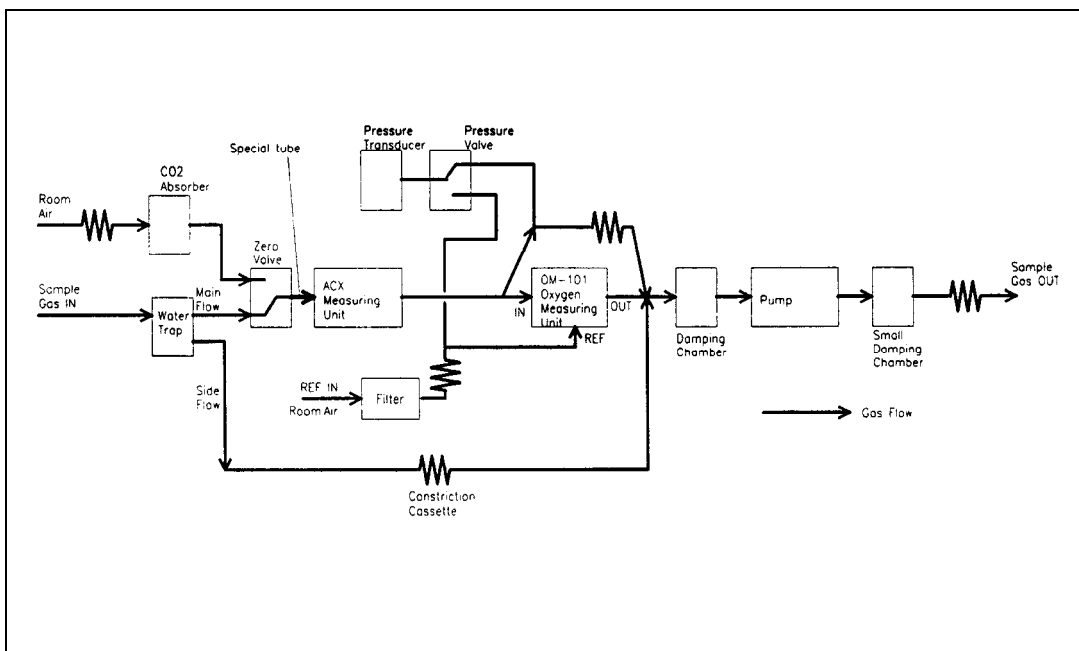 Pressure
Transducer
Pressure
Valve
Special tube
CO2
Absorber
Room
Air
Zero
Valve
Sample
Gas IN
Main
Flow
Water
Trap
ACX
Measuring
Unit
OM-101
Oxygen
Measuring
Unit
IN
OUT
REF
Damping
Chamber
Pump
Small
Damping
Chamber
Sample
Gas OUT
Side
Flow
REF IN
Room Air
Filter
Gas Flow
Constriction
Cassette